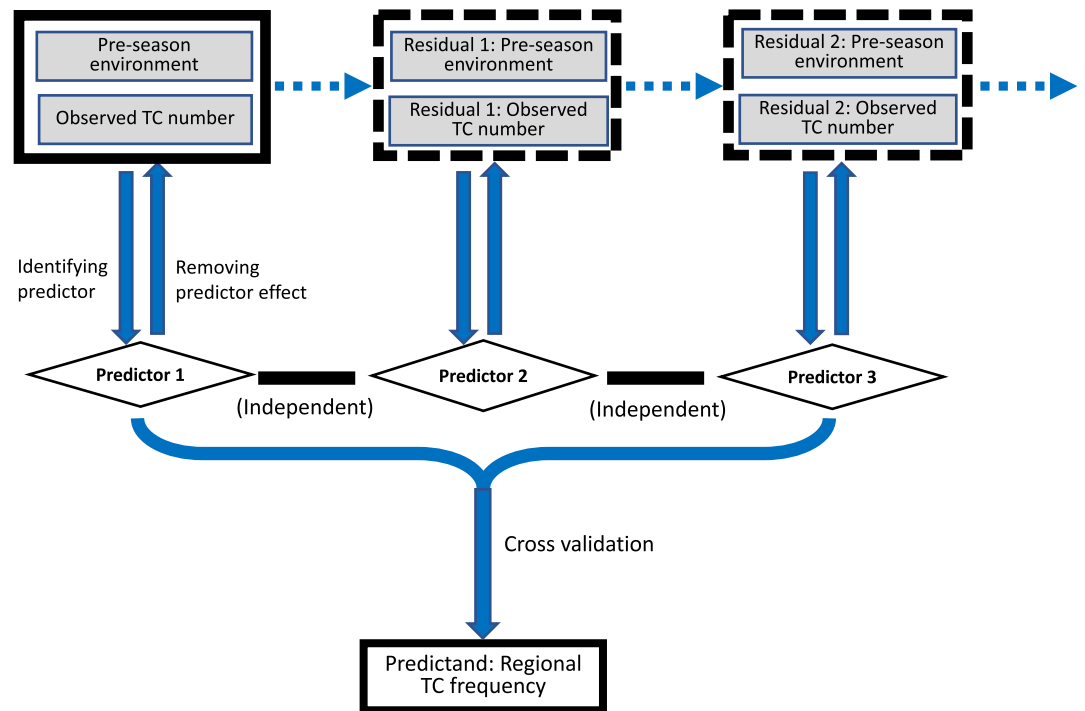 Pre-season
environment
Observed TC number
Residual 1: Pre-season
environment
Residual 1: Observed
TC number
Residual 2: Pre-season
environment
Residual 2: Observed
TC number
Identifying
predictor
Removing
predictor effect
Predictor 1
(Independent)
Predictor 2
(Independent)
Predictor 3
Cross validation
Predictand: Regional
TC frequency